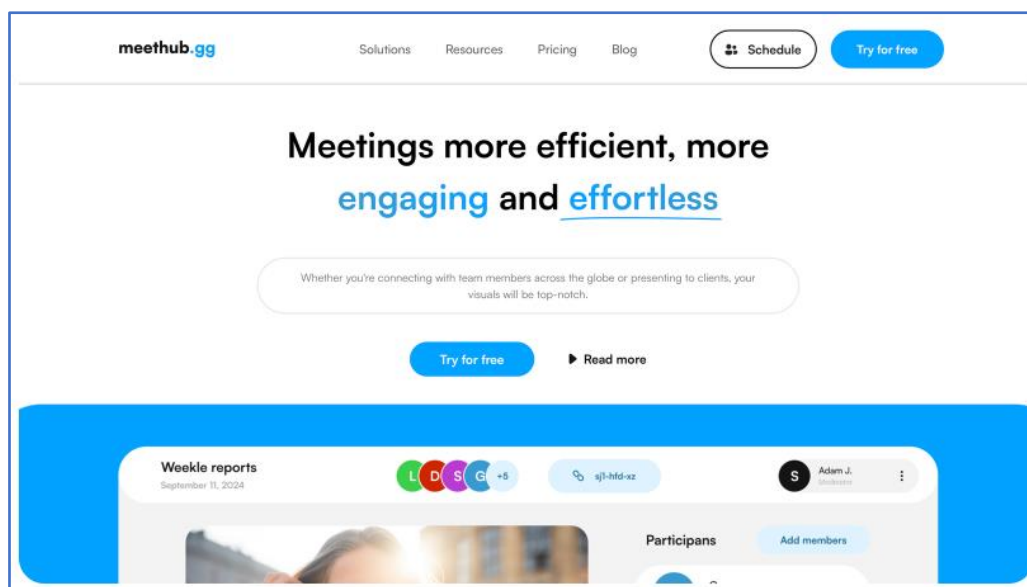 meethub.gg
Solutions Resources Pricing Blog Schedule Try for free
Meetings more efficient, more
engaging and effortless
Whether you're connecting with team members across the globe or presenting to clients, your
visuals will be top-notch.
Try for free Read more
Weekle reports
September 11, 2024
L D S G +5
sj1-hfd-xz
S
Adam J.
Participans Add members